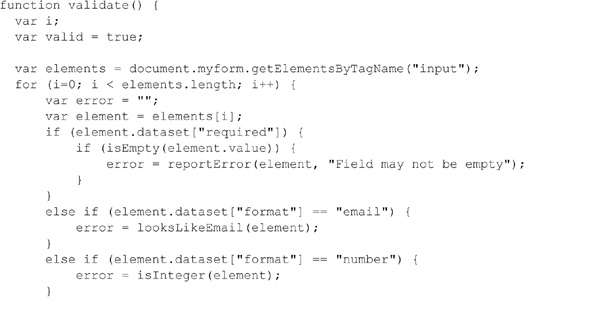 function validate() {
  var i;
  var valid = true;

  var elements = document.myform.getElementsByTagName("input");
  for (i=0; i < elements.length; i++) {
      var error = "";
      var element = elements[i];
      if (element.dataset["required"]) {
          if (isEmpty(element.value)) {
              error = reportError(element, "Field may not be empty");
          }
      }
      else if (element.dataset["format"] == "email") {
          error = looksLikeEmail(element);
      }
      else if (element.dataset["format"] == "number") {
          error = isInteger(element);
      }